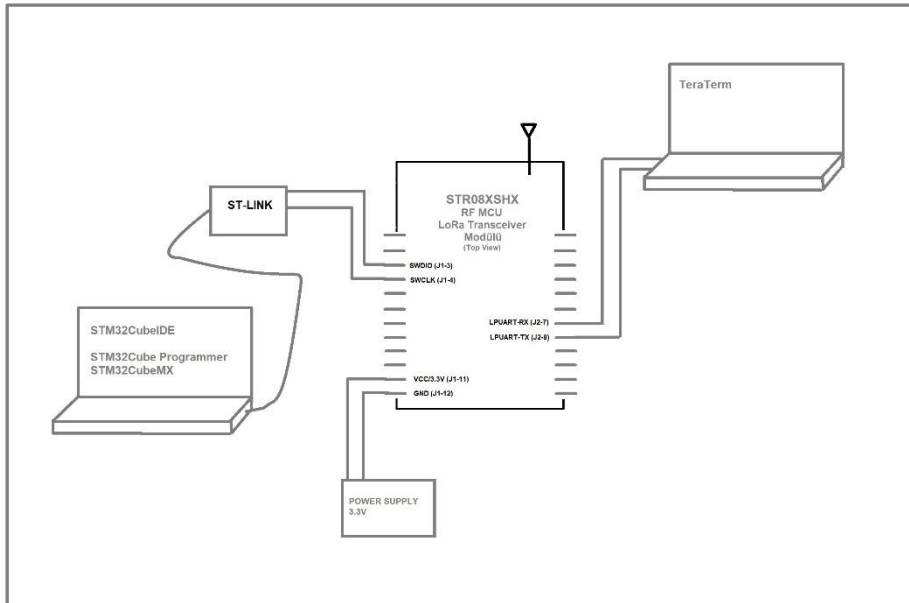 TeraTerm
ST-LINK
STR08XSHX
RF MCU
LoRa Transceiver
Modülü
(Top View)
SWDIO (J1-3)
SWCLK (J1-4)
LPUART-RX (J2-7)
LPUART-TX (J2-8)
STM32CubeIDE
STM32Cube Programmer
STM32CubeMX
VCC/3.3V (J1-11)
GND (J1-12)
POWER SUPPLY
3.3V